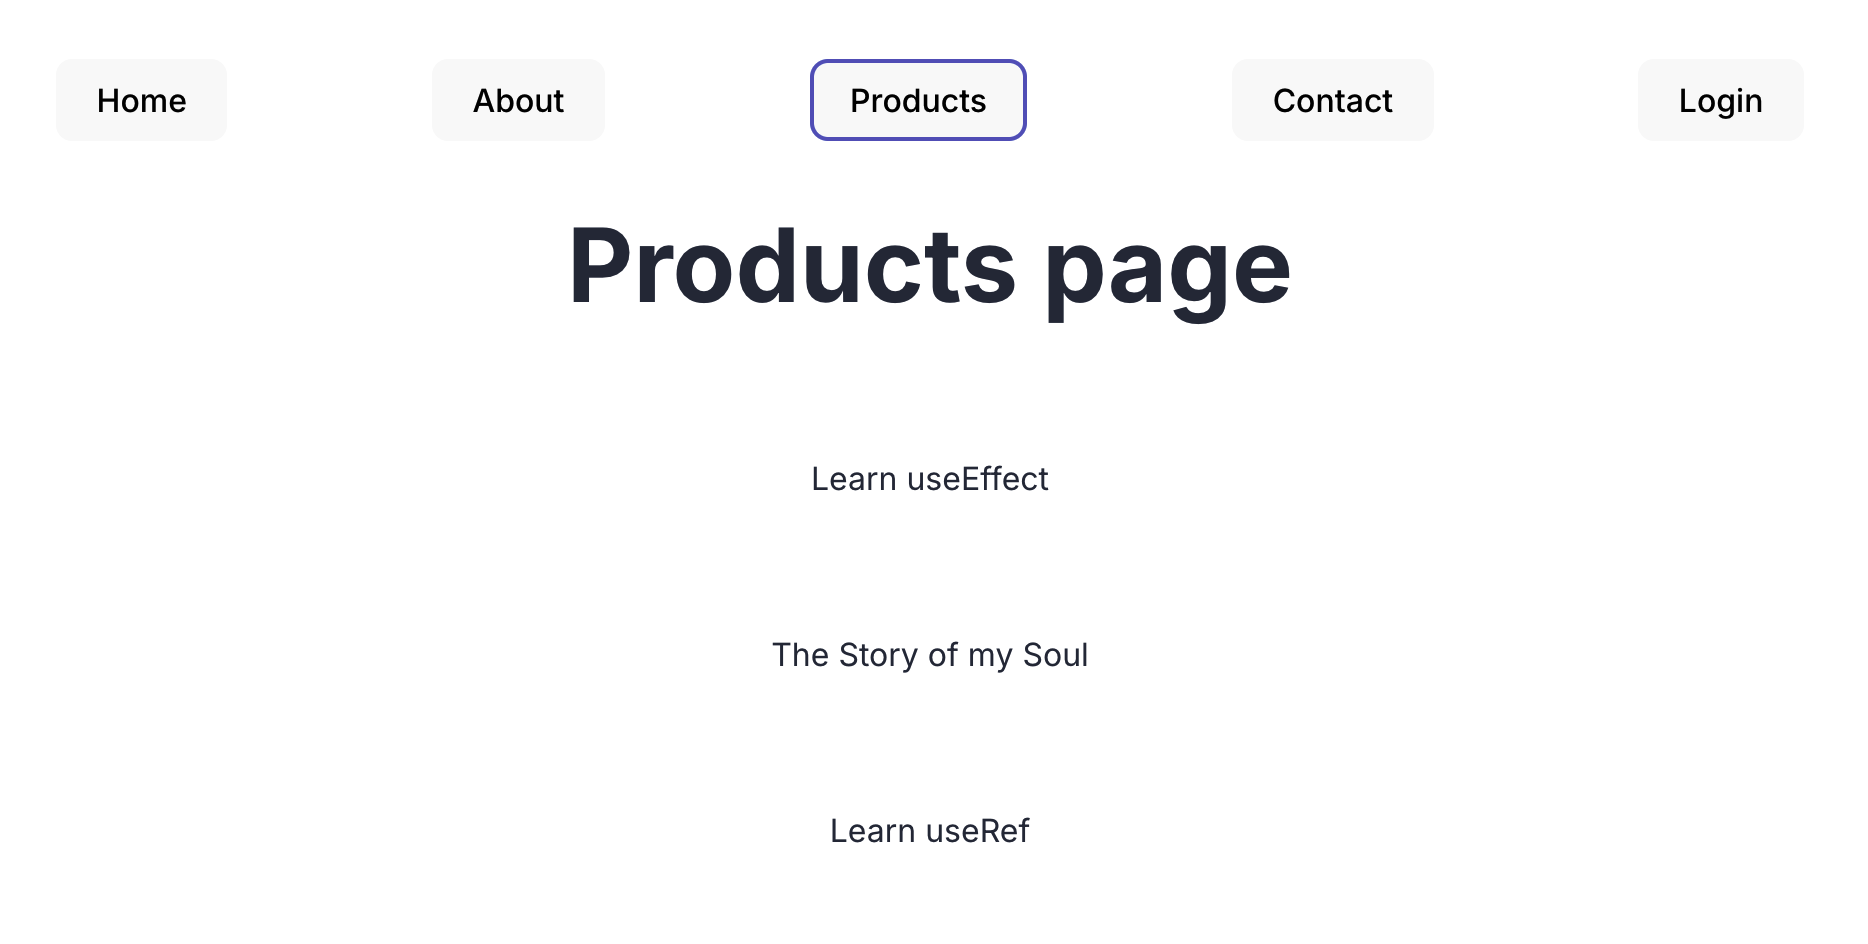 Home About Products Contact Login
Products page
Learn useEffect
The Story of my Soul
Learn useRef